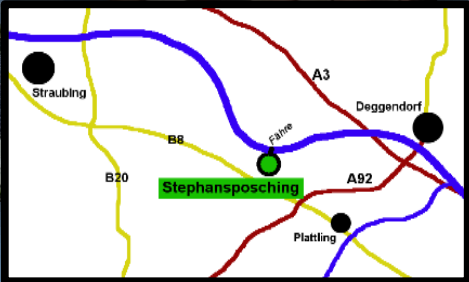 A3
Straubing
Deggendorf
Fähre
B8
B20
A92
Stephansposching
Plattling